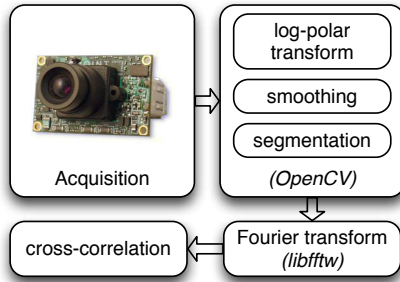 log-polar
transform
smoothing
segmentation
Acquisition
(OpenCV)
cross-correlation
Fourier transform
(libfftw)